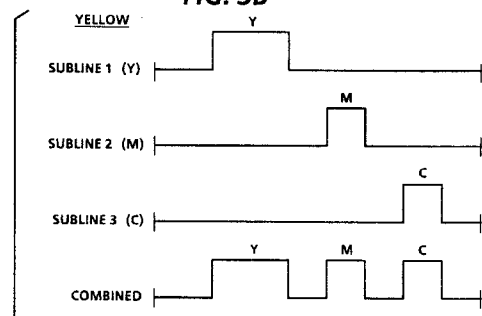 FIG. 5B
YELLOW
Y
SUBLINE 1 (Y)
M
SUBLINE 2 (M)
C
SUBLINE 3 (C)
Y M C
COMBINED